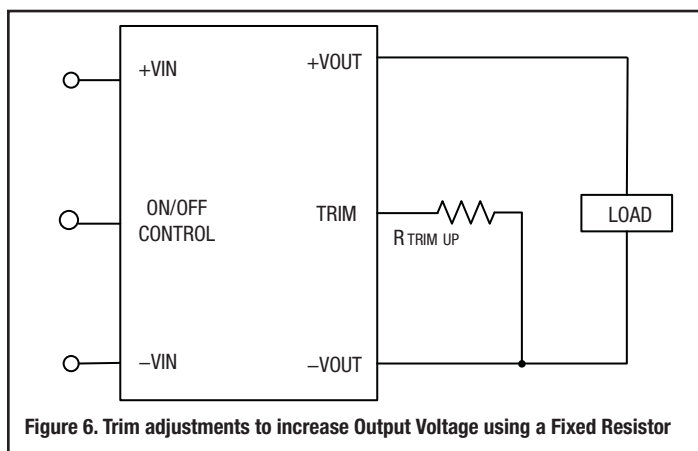 +VIN
+VOUT
ON/OFF
CONTROL
TRIM
R TRIM UP
LOAD
−VIN
−VOUT
Figure 6. Trim adjustments to increase Output Voltage using a Fixed Resistor